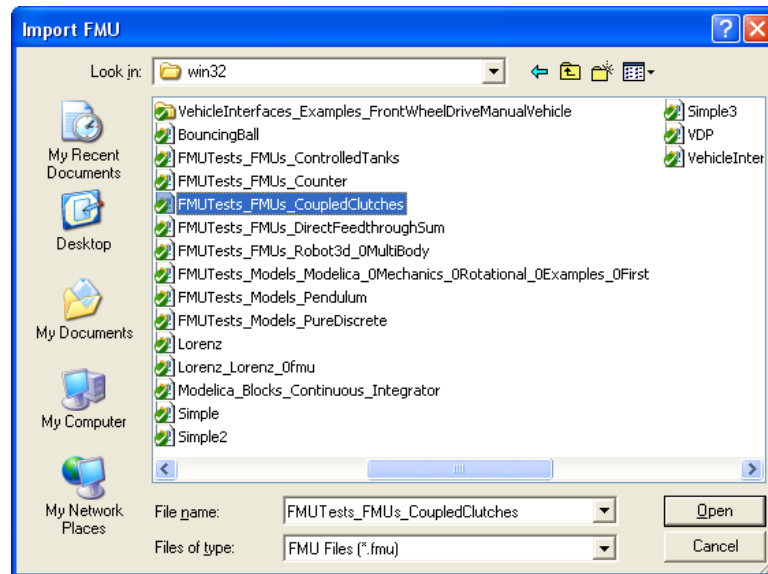 Import FMU
Look in: win32
My Recent
Documents
Desktop
My Documents
My Computer
My Network
Places
VehicleInterfaces_Examples_FrontWheelDriveManualVehicle
BouncingBall
FMUTests_FMUs_ControlledTanks
FMUTests_FMUs_Counter
FMUTests_FMUs_CoupledClutches
FMUTests_FMUs_DirectFeedthroughSum
FMUTests_FMUs_Robot3d_0MultiBody
FMUTests_Models_Modelica_0Mechanics_0Rotational_0Examples_0First
FMUTests_Models_Pendulum
FMUTests_Models_PureDiscrete
Lorenz
Lorenz_Lorenz_0fmu
Modelica_Blocks_Continuous_Integrator
Simple
Simple2
Simple3
VDP
VehicleInter
File name: FMUTests_FMUs_CoupledClutches Open
Files of type: FMU Files (*.fmu) Cancel